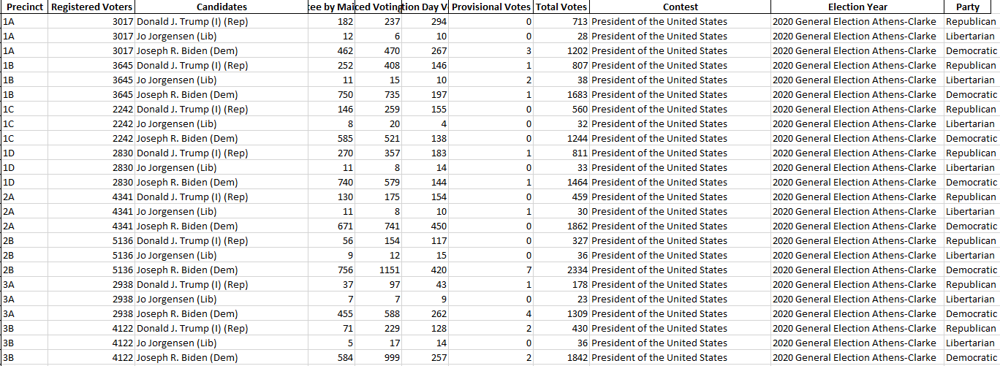 Precinct Registered Voters Candidates tee by Mai ced Voting tion Day V Provisional Votes Total Votes Contest Election Year Party
1A 3017 Donald J. Trump (I) (Rep) 182 237 294 0 713 President of the United States 2020 General Election Athens-Clarke Republican
1A 3017 Jo Jorgensen (Lib) 12 6 10 0 28 President of the United States 2020 General Election Athens-Clarke Libertarian
1A 3017 Joseph R. Biden (Dem) 462 470 267 3 1202 President of the United States 2020 General Election Athens-Clarke Democratic
1B 3645 Donald J. Trump (I) (Rep) 252 408 146 1 807 President of the United States 2020 General Election Athens-Clarke Republican
1B 3645 Jo Jorgensen (Lib) 11 15 10 2 38 President of the United States 2020 General Election Athens-Clarke Libertarian
1B 3645 Joseph R. Biden (Dem) 750 735 197 1 1683 President of the United States 2020 General Election Athens-Clarke Democratic
1C 2242 Donald J. Trump (I) (Rep) 146 259 155 0 560 President of the United States 2020 General Election Athens-Clarke Republican
1C 2242 Jo Jorgensen (Lib) 8 20 4 0 32 President of the United States 2020 General Election Athens-Clarke Libertarian
1C 2242 Joseph R. Biden (Dem) 585 521 138 0 1244 President of the United States 2020 General Election Athens-Clarke Democratic
1D 2830 Donald J. Trump (I) (Rep) 270 357 183 1 811 President of the United States 2020 General Election Athens-Clarke Republican
1D 2830 Jo Jorgensen (Lib) 11 8 14 0 33 President of the United States 2020 General Election Athens-Clarke Libertarian
1D 2830 Joseph R. Biden (Dem) 740 579 144 1 1464 President of the United States 2020 General Election Athens-Clarke Democratic
2A 4341 Donald J. Trump (I) (Rep) 130 175 154 0 459 President of the United States 2020 General Election Athens-Clarke Republican
2A 4341 Jo Jorgensen (Lib) 11 8 10 1 30 President of the United States 2020 General Election Athens-Clarke Libertarian
2A 4341 Joseph R. Biden (Dem) 671 741 450 0 1862 President of the United States 2020 General Election Athens-Clarke Democratic
2B 5136 Donald J. Trump (I) (Rep) 56 154 117 0 327 President of the United States 2020 General Election Athens-Clarke Republican
2B 5136 Jo Jorgensen (Lib) 9 12 15 0 36 President of the United States 2020 General Election Athens-Clarke Libertarian
2B 5136 Joseph R. Biden (Dem) 756 1151 420 7 2334 President of the United States 2020 General Election Athens-Clarke Democratic
3A 2938 Donald J. Trump (I) (Rep) 37 97 43 1 178 President of the United States 2020 General Election Athens-Clarke Republican
3A 2938 Jo Jorgensen (Lib) 7 7 9 0 23 President of the United States 2020 General Election Athens-Clarke Libertarian
3A 2938 Joseph R. Biden (Dem) 455 588 262 4 1309 President of the United States 2020 General Election Athens-Clarke Democratic
3B 4122 Donald J. Trump (I) (Rep) 71 229 128 2 430 President of the United States 2020 General Election Athens-Clarke Republican
3B 4122 Jo Jorgensen (Lib) 5 17 14 0 36 President of the United States 2020 General Election Athens-Clarke Libertarian
3B 4122 Joseph R. Biden (Dem) 584 999 257 2 1842 President of the United States 2020 General Election Athens-Clarke Democratic